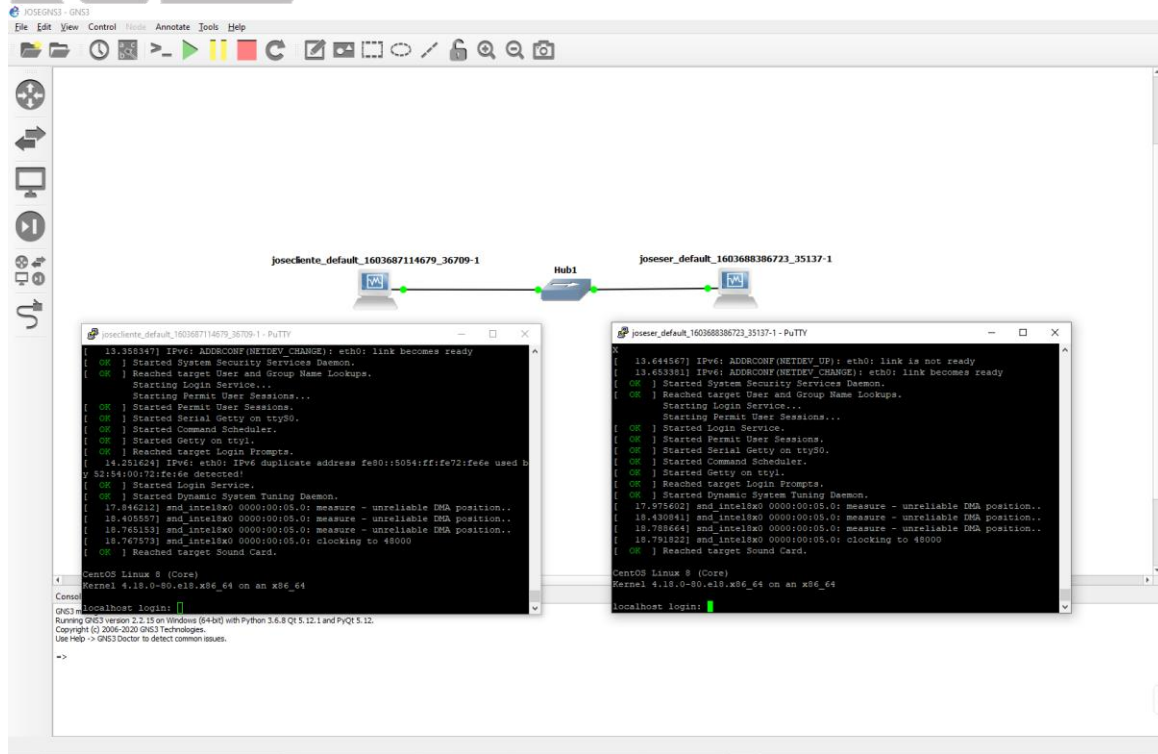 JOSEGNS3 - GNS3
File Edit View Control Node Annotate Tools Help
josecliente_default_1603687114679_36709-1
Hub1
joseser_default_1603688386723_35137-1
josecliente_default_1603687114679_36709-1 - PuTTY
[   13.358347] IPv6: ADDRCONF(NETDEV_CHANGE): eth0: link becomes ready
[  OK  ] Started System Security Services Daemon.
[  OK  ] Reached target User and Group Name Lookups.
Starting Login Service...
Starting Permit User Sessions...
[  OK  ] Started Permit User Sessions.
[  OK  ] Started Serial Getty on ttyS0.
[  OK  ] Started Command Scheduler.
[  OK  ] Started Getty on tty1.
[  OK  ] Reached target Login Prompts.
[   14.251624] IPv6: eth0: IPv6 duplicate address fe80::5054:ff:fe72:fe6e used b
y 52:54:00:72:fe:6e detected!
[  OK  ] Started Login Service.
[  OK  ] Started Dynamic System Tuning Daemon.
[   17.846212] snd_intel8x0 0000:00:05.0: measure - unreliable DMA position..
[   18.405557] snd_intel8x0 0000:00:05.0: measure - unreliable DMA position..
[   18.765153] snd_intel8x0 0000:00:05.0: measure - unreliable DMA position..
[   18.767573] snd_intel8x0 0000:00:05.0: clocking to 48000
[  OK  ] Reached target Sound Card.
CentOS Linux 8 (Core)
Kernel 4.18.0-80.el8.x86_64 on an x86_64
localhost login:
joseser_default_1603688386723_35137-1 - PuTTY
X
[   13.644567] IPv6: ADDRCONF(NETDEV_UP): eth0: link is not ready
[   13.653381] IPv6: ADDRCONF(NETDEV_CHANGE): eth0: link becomes ready
[  OK  ] Started System Security Services Daemon.
[  OK  ] Reached target User and Group Name Lookups.
Starting Login Service...
Starting Permit User Sessions...
[  OK  ] Started Login Service.
[  OK  ] Started Permit User Sessions.
[  OK  ] Started Serial Getty on ttyS0.
[  OK  ] Started Command Scheduler.
[  OK  ] Started Getty on tty1.
[  OK  ] Reached target Login Prompts.
[  OK  ] Started Dynamic System Tuning Daemon.
[   17.975602] snd_intel8x0 0000:00:05.0: measure - unreliable DMA position..
[   18.430841] snd_intel8x0 0000:00:05.0: measure - unreliable DMA position..
[   18.788664] snd_intel8x0 0000:00:05.0: measure - unreliable DMA position..
[   18.791822] snd_intel8x0 0000:00:05.0: clocking to 48000
[  OK  ] Reached target Sound Card.
CentOS Linux 8 (Core)
Kernel 4.18.0-80.el8.x86_64 on an x86_64
localhost login:
Consol
GNS3 m
Running GNS3 version 2.2.15 on Windows (64-bit) with Python 3.6.8 Qt 5.12.1 and PyQt 5.12.
Copyright (c) 2006-2020 GNS3 Technologies.
Use Help -> GNS3 Doctor to detect common issues.
=>